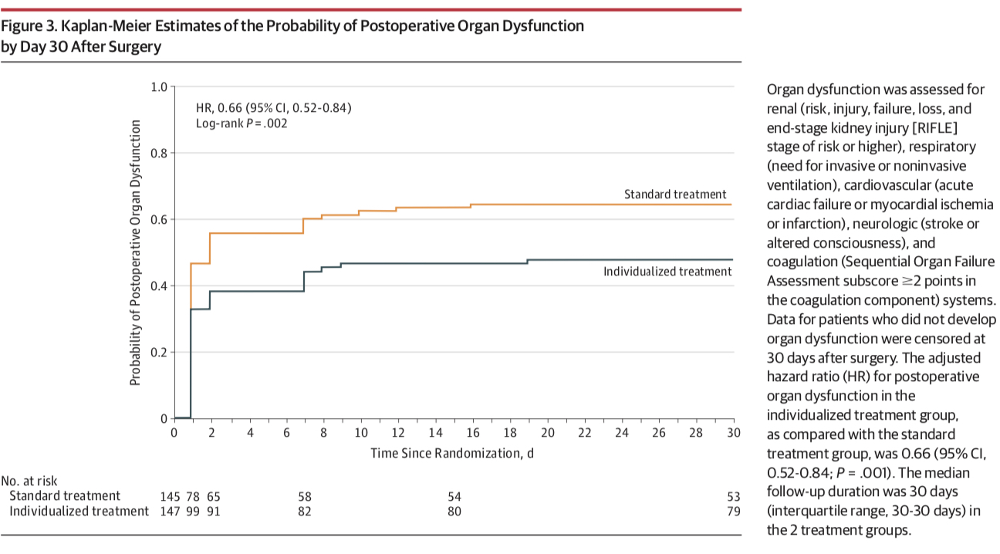 Figure 3. Kaplan-Meier Estimates of the Probability of Postoperative Organ Dysfunction
by Day 30 After Surgery
1.0
0.8
0.6
0.4
0.2
0
Probability of Postoperative Organ Dysfunction
HR, 0.66 (95% CI, 0.52-0.84)
Log-rank P = .002
Standard treatment
Individualized treatment
0 2 4 6 8 10 12 14 16 18 20 22 24 26 28 30
Time Since Randomization, d
No. at risk
Standard treatment 145 78 65 58 54 53
Individualized treatment 147 99 91 82 80 79
Organ dysfunction was assessed for
renal (risk, injury, failure, loss, and
end-stage kidney injury [RIFLE]
stage of risk or higher), respiratory
(need for invasive or noninvasive
ventilation), cardiovascular (acute
cardiac failure or myocardial ischemia
or infarction), neurologic (stroke or
altered consciousness), and
coagulation (Sequential Organ Failure
Assessment subscore ≥2 points in
the coagulation component) systems.
Data for patients who did not develop
organ dysfunction were censored at
30 days after surgery. The adjusted
hazard ratio (HR) for postoperative
organ dysfunction in the
individualized treatment group,
as compared with the standard
treatment group, was 0.66 (95% CI,
0.52-0.84; P = .001). The median
follow-up duration was 30 days
(interquartile range, 30-30 days) in
the 2 treatment groups.